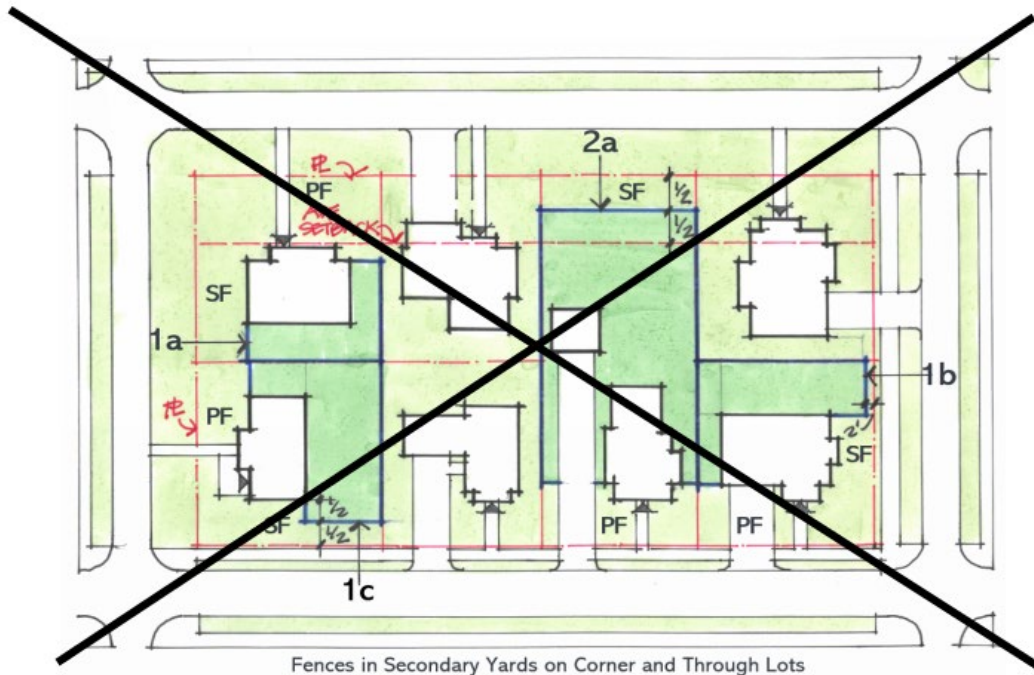 2a
PL
PF
SF
1/2
AVE
SETBACK
1/2
SF
1a
1b
PL
PF
2'
SF
1/2
SF
1/2
PF
PF
1c
Fences in Secondary Yards on Corner and Through Lots